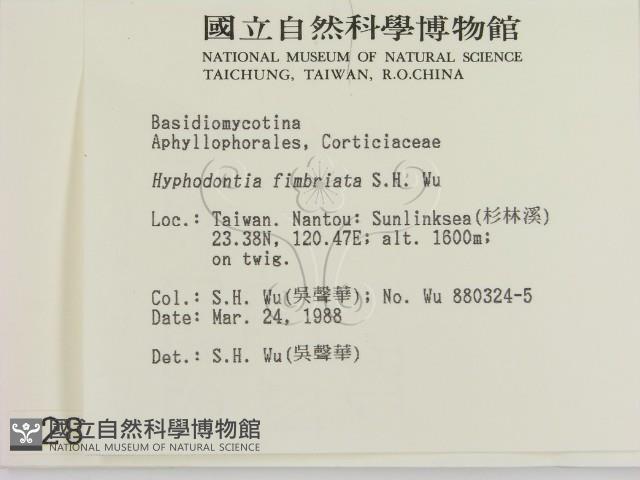 國立自然科學博物館
NATIONAL MUSEUM OF NATURAL SCIENCE
TAICHUNG, TAIWAN, R.O.CHINA
Basidiomycotina
Aphyllophorales, Corticiaceae
Hyphodontia fimbriata S.H. Wu
Loc.: Taiwan. Nantou: Sunlinksea(杉林溪)
23.38N, 120.47E; alt. 1600m;
on twig.
Col.: S.H. Wu(吳聲華); No. Wu 880324-5
Date: Mar. 24, 1988
Det.: S.H. Wu(吳聲華)
28
國立自然科學博物館
NATIONAL MUSEUM OF NATURAL SCIENCE